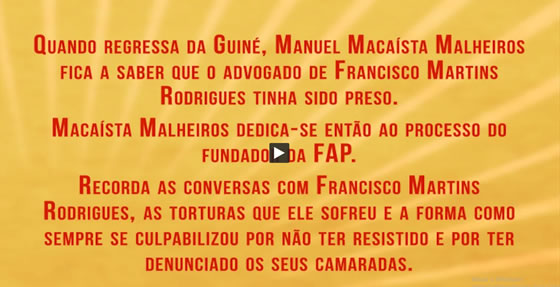 Quando regressa da Guiné, Manuel Macaísta Malheiros
fica a saber que o advogado de Francisco Martins
Rodrigues tinha sido preso.
Macaísta Malheiros dedica-se então ao processo do
da FAP.
Recorda as conversas com Francisco Martins
Rodrigues, as torturas que ele sofreu e a forma como
sempre se culpabilizou por não ter resistido e por ter
denunciado os seus camaradas.